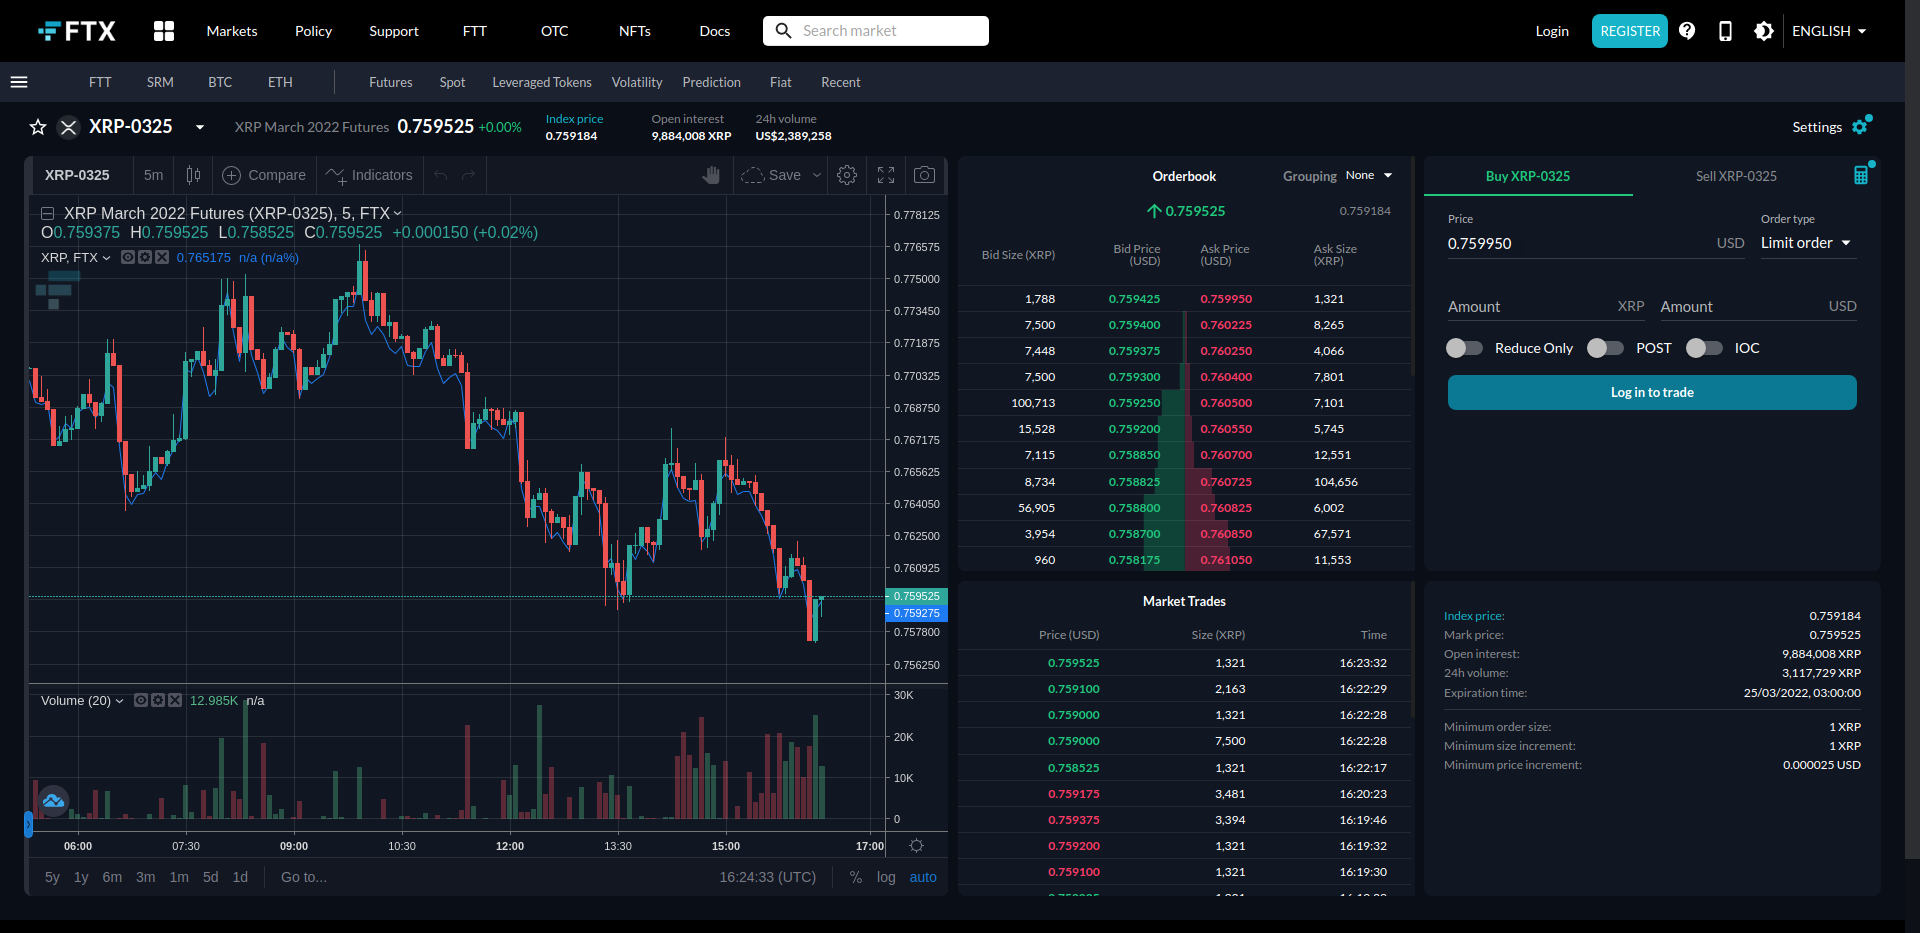 FTX Markets Policy Support FTT OTC NFTs Docs Search market Login REGISTER ENGLISH
FTT SRM BTC ETH Futures Spot Leveraged Tokens Volatility Prediction Fiat Recent
XRP-0325 XRP March 2022 Futures 0.759525 +0.00%
Index price
0.759184
Open interest
9,884,008 XRP
24h volume
US$2,389,258
Settings
XRP-0325 5m Compare Indicators Save
XRP March 2022 Futures (XRP-0325), 5, FTX
O0.759375 H0.759525 L0.758525 C0.759525 +0.000150 (+0.02%)
XRP, FTX 0.765175 n/a (n/a%)
0.778125
0.776575
0.775000
0.773450
0.771875
0.770325
0.768750
0.767175
0.765625
0.764050
0.762500
0.760925
0.759525
0.759275
0.757800
0.756250
Volume (20) 12.985K n/a
30K
20K
10K
0
06:00 07:30 09:00 10:30 12:00 13:30 15:00 17:00
5y 1y 6m 3m 1m 5d 1d Go to... 16:24:33 (UTC) % log auto
Orderbook Grouping None
0.759525 0.759184
Bid Size (XRP) Bid Price (USD) Ask Price (USD) Ask Size (XRP)
1,788 0.759425 0.759950 1,321
7,500 0.759400 0.760225 8,265
7,448 0.759375 0.760250 4,066
7,500 0.759300 0.760400 7,801
100,713 0.759250 0.760500 7,101
15,528 0.759200 0.760550 5,745
7,115 0.758850 0.760700 12,551
8,734 0.758825 0.760725 104,656
56,905 0.758800 0.760825 6,002
3,954 0.758700 0.760850 67,571
960 0.758175 0.761050 11,553
Market Trades
Price (USD) Size (XRP) Time
0.759525 1,321 16:23:32
0.759100 2,163 16:22:29
0.759000 1,321 16:22:28
0.759000 7,500 16:22:28
0.758525 1,321 16:22:17
0.759175 3,481 16:20:23
0.759375 3,394 16:19:46
0.759200 1,321 16:19:32
0.759100 1,321 16:19:30
Buy XRP-0325 Sell XRP-0325
Price Order type
0.759950 USD Limit order
Amount XRP Amount USD
Reduce Only POST IOC
Log in to trade
Index price: 0.759184
Mark price: 0.759525
Open interest: 9,884,008 XRP
24h volume: 3,117,729 XRP
Expiration time: 25/03/2022, 03:00:00
Minimum order size: 1 XRP
Minimum size increment: 1 XRP
Minimum price increment: 0.000025 USD